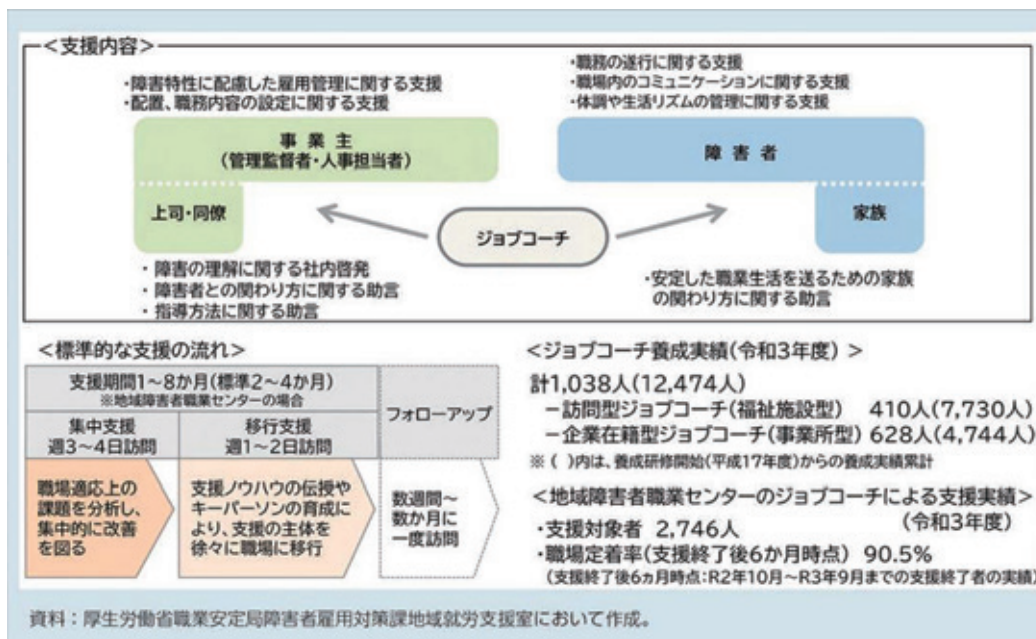 <支援内容>
・障害特性に配慮した雇用管理に関する支援
・配置、職務内容の設定に関する支援
事業主
(管理監督者・人事担当者)
上司・同僚
・障害の理解に関する社内啓発
・障害者との関わり方に関する助言
・指導方法に関する助言
ジョブコーチ
・職務の遂行に関する支援
・職場内のコミュニケーションに関する支援
・体調や生活リズムの管理に関する支援
障害者
家族
・安定した職業生活を送るための家族
の関わり方に関する助言
<標準的な支援の流れ>
支援期間1~8か月(標準2~4か月)
※地域障害者職業センターの場合
フォローアップ
集中支援
週3~4日訪問
移行支援
週1~2日訪問
職場適応上の
課題を分析し、
集中的に改善
を図る
支援ノウハウの伝授や
キーパーソンの育成に
より、支援の主体を
徐々に職場に移行
数週間~
数か月に
一度訪問
<ジョブコーチ養成実績(令和3年度) >
計1,038人(12,474人)
-訪問型ジョブコーチ(福祉施設型) 410人(7,730人)
-企業在籍型ジョブコーチ(事業所型) 628人(4,744人)
※ ( )内は、養成研修開始(平成17年度)からの養成実績累計
<地域障害者職業センターのジョブコーチによる支援実績>
(令和3年度)
・支援対象者 2,746人
・職場定着率(支援終了後6か月時点) 90.5%
(支援終了後6ヵ月時点:R2年10月~R3年9月までの支援終了者の実績)
資料:厚生労働省職業安定局障害者雇用対策課地域就労支援室において作成。